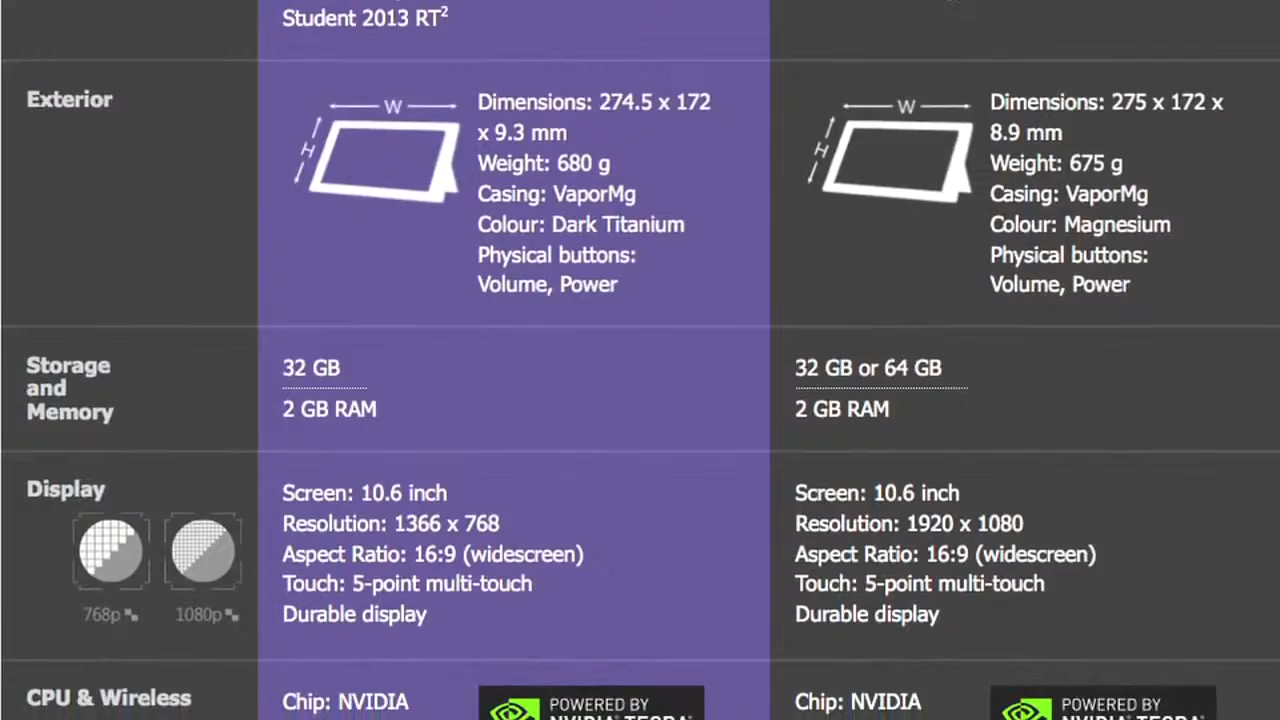 Student 2013 RT²
Exterior
W
H
Dimensions: 274.5 x 172
x 9.3 mm
Weight: 680 g
Casing: VaporMg
Colour: Dark Titanium
Physical buttons:
Volume, Power
W
H
Dimensions: 275 x 172 x
8.9 mm
Weight: 675 g
Casing: VaporMg
Colour: Magnesium
Physical buttons:
Volume, Power
Storage
and
Memory
32 GB
2 GB RAM
32 GB or 64 GB
2 GB RAM
Display
768p
1080p
Screen: 10.6 inch
Resolution: 1366 x 768
Aspect Ratio: 16:9 (widescreen)
Touch: 5-point multi-touch
Durable display
Screen: 10.6 inch
Resolution: 1920 x 1080
Aspect Ratio: 16:9 (widescreen)
Touch: 5-point multi-touch
Durable display
CPU & Wireless
Chip: NVIDIA
POWERED BY
NVIDIA TEGRA
Chip: NVIDIA
POWERED BY
NVIDIA TEGRA